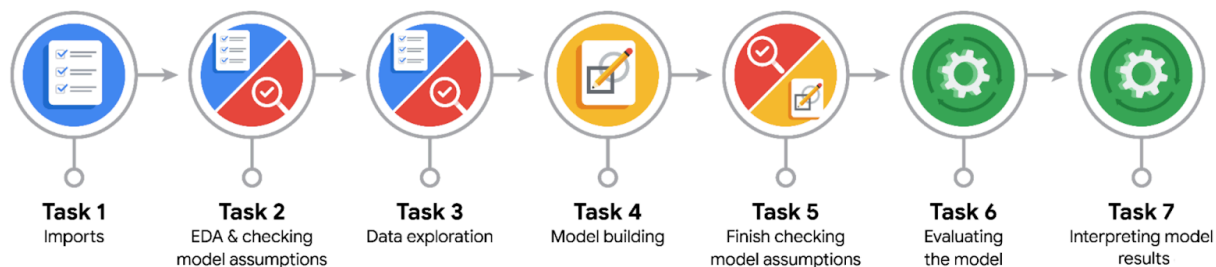 Task 1
Imports
Task 2
EDA & checking
model assumptions
Task 3
Data exploration
Task 4
Model building
Task 5
Finish checking
model assumptions
Task 6
Evaluating
the model
Task 7
Interpreting model
results